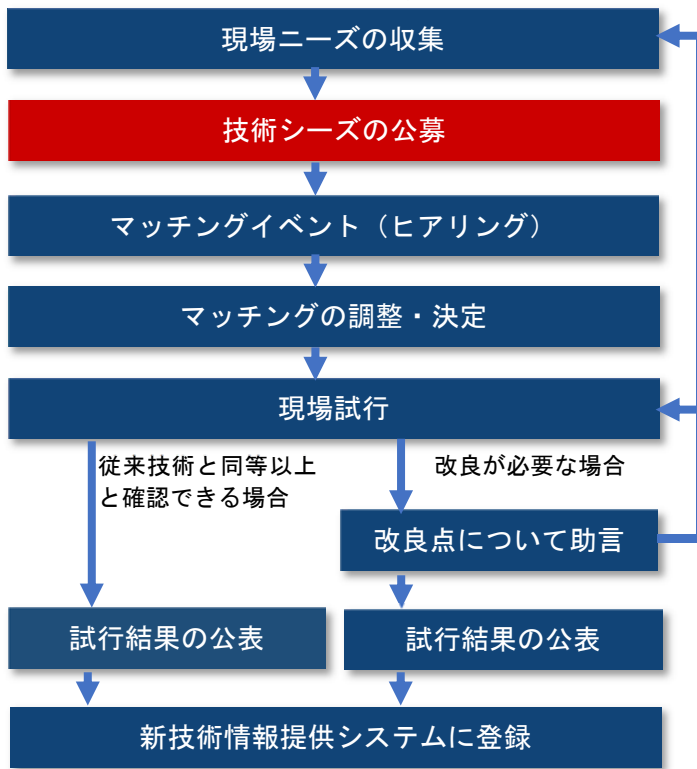 現場ニーズの収集
技術シーズの公募
マッチングイベント（ヒアリング）
マッチングの調整・決定
現場試行
従来技術と同等以上
と確認できる場合
改良が必要な場合
改良点について助言
試行結果の公表
試行結果の公表
新技術情報提供システムに登録